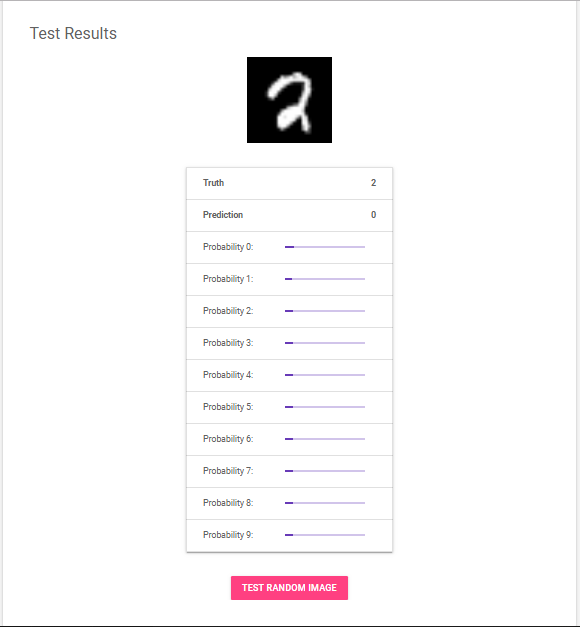 Test Results
2
Truth 2
Prediction 0
Probability 0:
Probability 1:
Probability 2:
Probability 3:
Probability 4:
Probability 5:
Probability 6:
Probability 7:
Probability 8:
Probability 9:
TEST RANDOM IMAGE